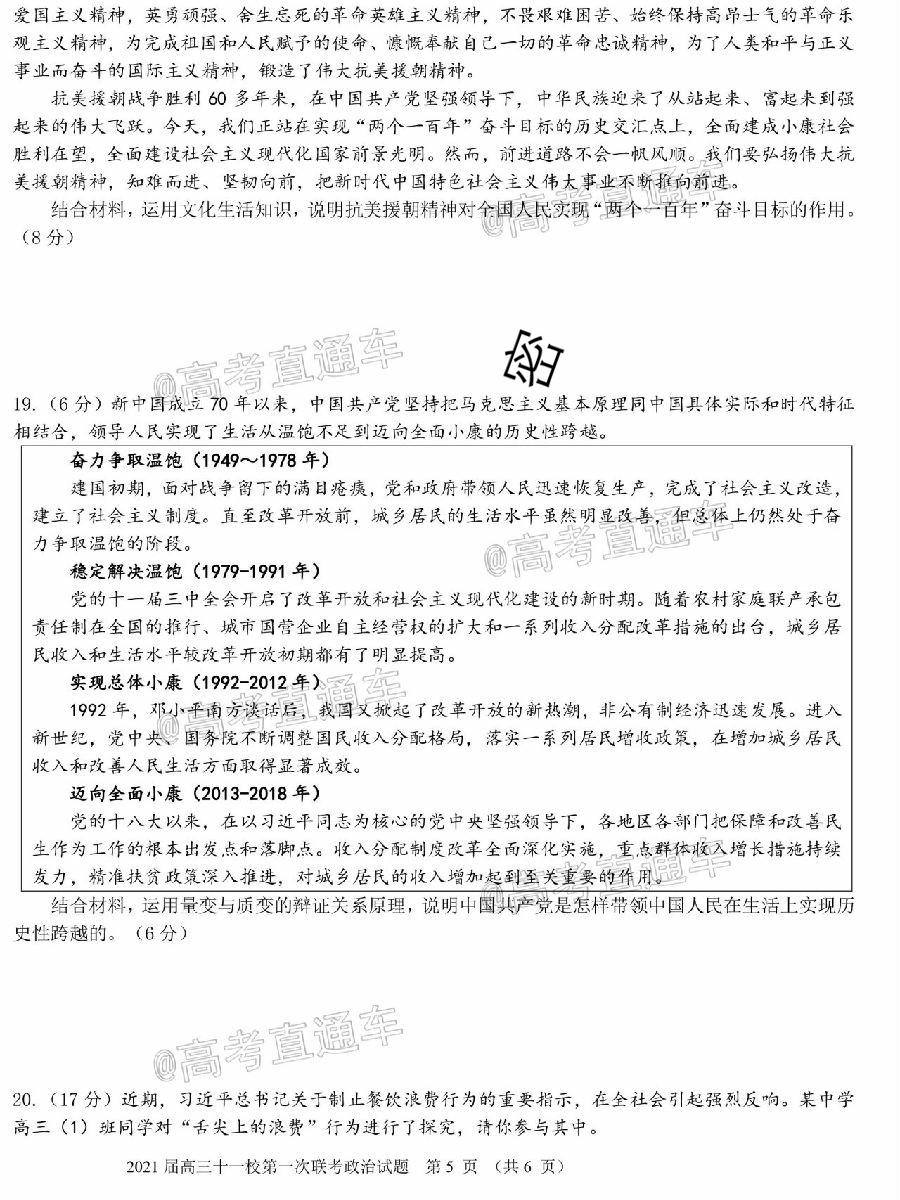 爱国主义精神，英勇顽强、舍生忘死的革命英雄主义精神，不畏艰难困苦、始终保持高昂士气的革命乐
观主义精神，为完成祖国和人民赋予的使命、慷慨奉献自己一切的革命忠诚精神，为了人类和平与正义
事业而奋斗的国际主义精神，锻造了伟大抗美援朝精神。
抗美援朝战争胜利 60 多年来，在中国共产党坚强领导下，中华民族迎来了从站起来、富起来到强
起来的伟大飞跃。今天，我们正站在实现“两个一百年”奋斗目标的历史交汇点上，全面建成小康社会
胜利在望，全面建设社会主义现代化国家前景光明。然而，前进道路不会一帆风顺。我们要弘扬伟大抗
美援朝精神，知难而进、坚韧向前，把新时代中国特色社会主义伟大事业不断推向前进。
结合材料，运用文化生活知识，说明抗美援朝精神对全国人民实现“两个一百年”奋斗目标的作用。
（8 分）
@高考直通车
密
@高考直通车
19.（6 分）新中国成立 70 年以来，中国共产党坚持把马克思主义基本原理同中国具体实际和时代特征
相结合，领导人民实现了生活从温饱不足到迈向全面小康的历史性跨越。
奋力争取温饱（1949～1978 年）
建国初期，面对战争留下的满目疮痍，党和政府带领人民迅速恢复生产，完成了社会主义改造，
建立了社会主义制度。直至改革开放前，城乡居民的生活水平虽然明显改善，但总体上仍然处于奋
力争取温饱的阶段。
@高考直通车
稳定解决温饱（1979-1991 年）
党的十一届三中全会开启了改革开放和社会主义现代化建设的新时期。随着农村家庭联产承包
责任制在全国的推行、城市国营企业自主经营权的扩大和一系列收入分配改革措施的出台，城乡居
民收入和生活水平较改革开放初期都有了明显提高。
实现总体小康（1992-2012 年）
@高考直通车
1992 年，邓小平南方谈话后，我国又掀起了改革开放的新热潮，非公有制经济迅速发展。进入
新世纪，党中央、国务院不断调整国民收入分配格局，落实一系列居民增收政策，在增加城乡居民
收入和改善人民生活方面取得显著成效。
迈向全面小康（2013-2018 年）
党的十八大以来，在以习近平同志为核心的党中央坚强领导下，各地区各部门把保障和改善民
生作为工作的根本出发点和落脚点。收入分配制度改革全面深化实施，重点群体收入增长措施持续
发力，精准扶贫政策深入推进，对城乡居民的收入增加起到至关重要的作用。
@高考直通车
结合材料，运用量变与质变的辩证关系原理，说明中国共产党是怎样带领中国人民在生活上实现历
史性跨越的。（6 分）
@高考直通车
20.（17 分）近期，习近平总书记关于制止餐饮浪费行为的重要指示，在全社会引起强烈反响。某中学
高三（1）班同学对“舌尖上的浪费”行为进行了探究，请你参与其中。
2021 届高三十一校第一次联考政治试题 第 5 页 （共 6 页）